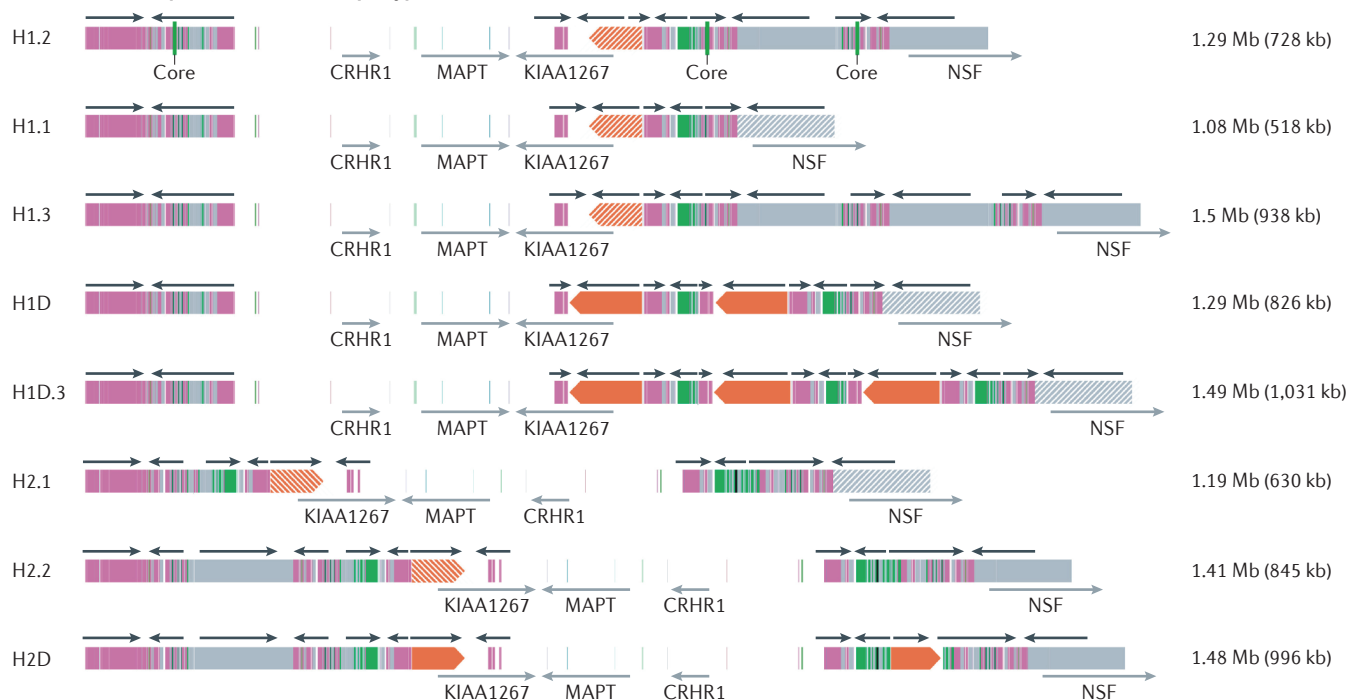 H1.2 1.29 Mb (728 kb)
Core CRHR1 MAPT KIAA1267 Core Core NSF
H1.1 1.08 Mb (518 kb)
CRHR1 MAPT KIAA1267 NSF
H1.3 1.5 Mb (938 kb)
CRHR1 MAPT KIAA1267 NSF
H1D 1.29 Mb (826 kb)
CRHR1 MAPT KIAA1267 NSF
H1D.3 1.49 Mb (1,031 kb)
CRHR1 MAPT KIAA1267 NSF
H2.1 1.19 Mb (630 kb)
KIAA1267 MAPT CRHR1 NSF
H2.2 1.41 Mb (845 kb)
KIAA1267 MAPT CRHR1 NSF
H2D 1.48 Mb (996 kb)
KIAA1267 MAPT CRHR1 NSF